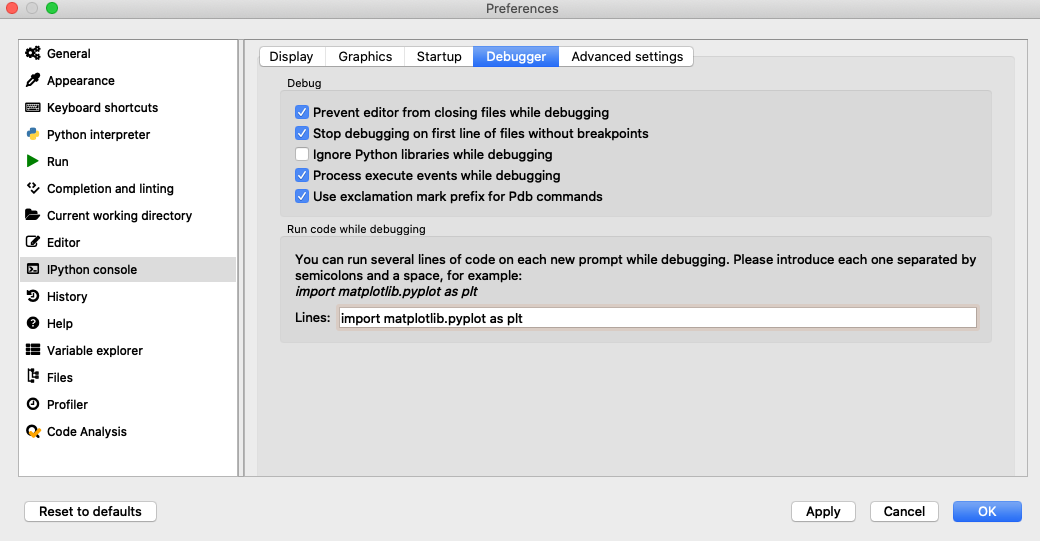 Preferences
General
Appearance
Keyboard shortcuts
Python interpreter
Run
Completion and linting
Current working directory
Editor
IPython console
History
Help
Variable explorer
Files
Profiler
Code Analysis
Display Graphics Startup Debugger Advanced settings
Debug
Prevent editor from closing files while debugging
Stop debugging on first line of files without breakpoints
Ignore Python libraries while debugging
Process execute events while debugging
Use exclamation mark prefix for Pdb commands
Run code while debugging
You can run several lines of code on each new prompt while debugging. Please introduce each one separated by
semicolons and a space, for example:
import matplotlib.pyplot as plt
Lines: import matplotlib.pyplot as plt
Reset to defaults Apply Cancel OK